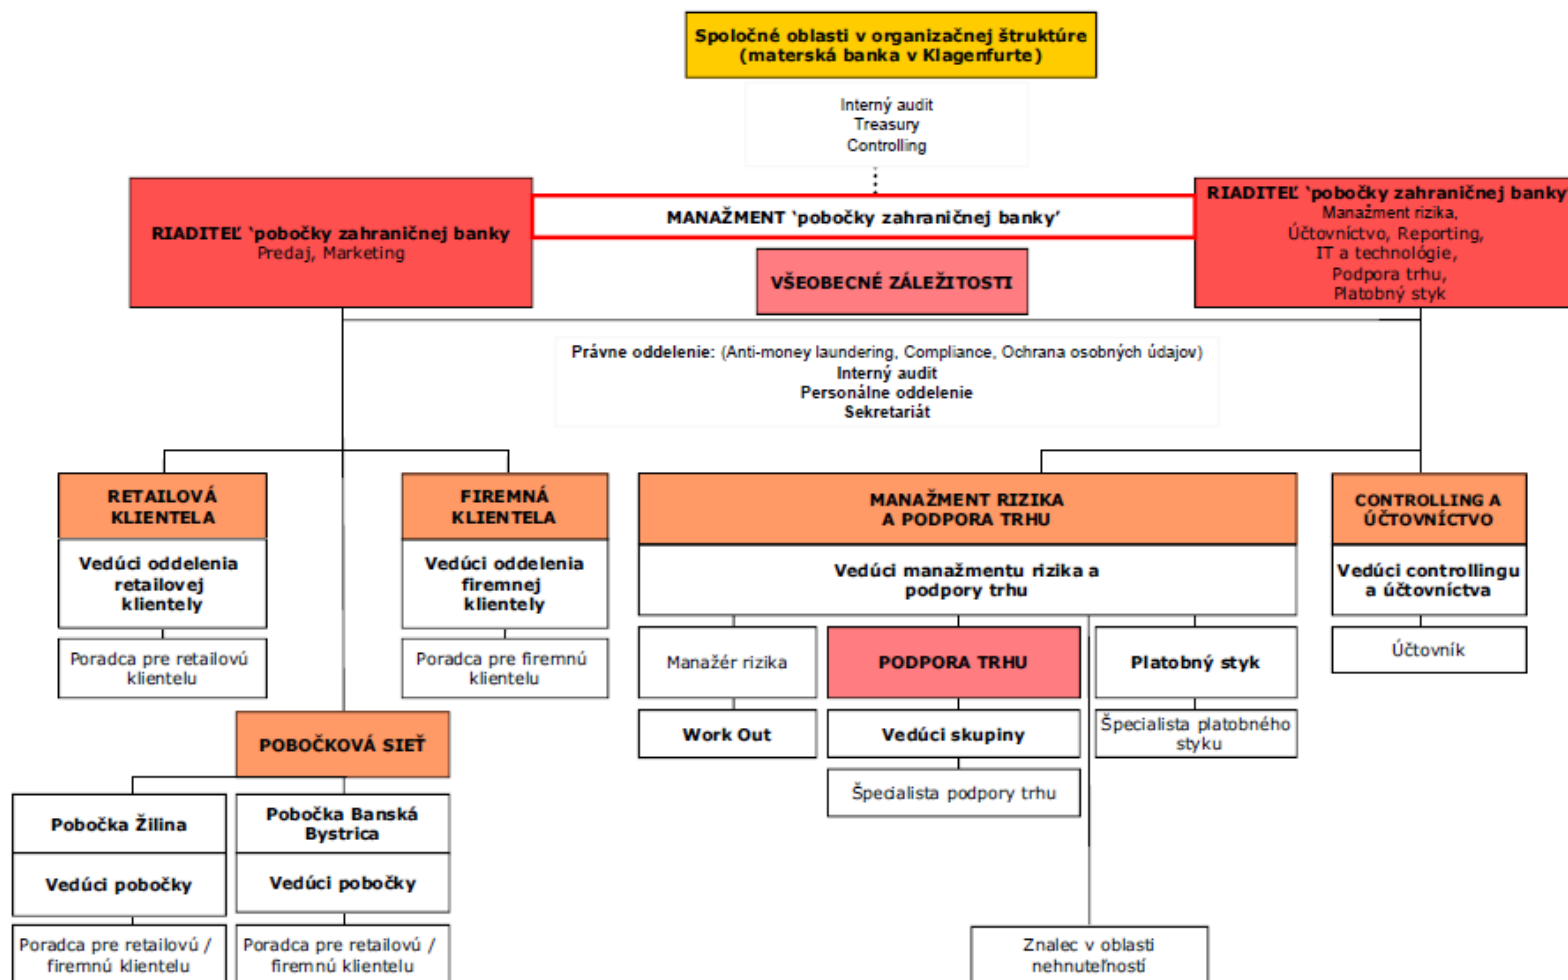 Spoločné oblasti v organizačnej štruktúre
(materská banka v Klagenfurte)
Interný audit
Treasury
Controlling
RIADITEĽ ‘pobočky zahraničnej banky
Predaj, Marketing
MANAŽMENT ‘pobočky zahraničnej banky’
RIADITEĽ ‘pobočky zahraničnej banky’
Manažment rizika,
Účtovníctvo, Reporting,
IT a technológie,
Podpora trhu,
Platobný styk
VŠEOBECNÉ ZÁLEŽITOSTI
Právne oddelenie: (Anti-money laundering, Compliance, Ochrana osobných údajov)
Interný audit
Personálne oddelenie
Sekretariát
RETAILOVÁ
KLIENTELA
Vedúci oddelenia
retailovej
klientely
Poradca pre retailovú
klientelu
FIREMNÁ
KLIENTELA
Vedúci oddelenia
firemnej
klientely
Poradca pre firemnú
klientelu
MANAŽMENT RIZIKA
A PODPORA TRHU
Vedúci manažmentu rizika a
podpory trhu
Manažér rizika
Work Out
PODPORA TRHU
Vedúci skupiny
Špecialista podpory trhu
Platobný styk
Špecialista platobného
styku
CONTROLLING A
ÚČTOVNÍCTVO
Vedúci controllingu
a účtovníctva
Účtovník
POBOČKOVÁ SIEŤ
Pobočka Žilina
Vedúci pobočky
Poradca pre retailovú /
firemnú klientelu
Pobočka Banská
Bystrica
Vedúci pobočky
Poradca pre retailovú /
firemnú klientelu
Znalec v oblasti
nehnuteľností